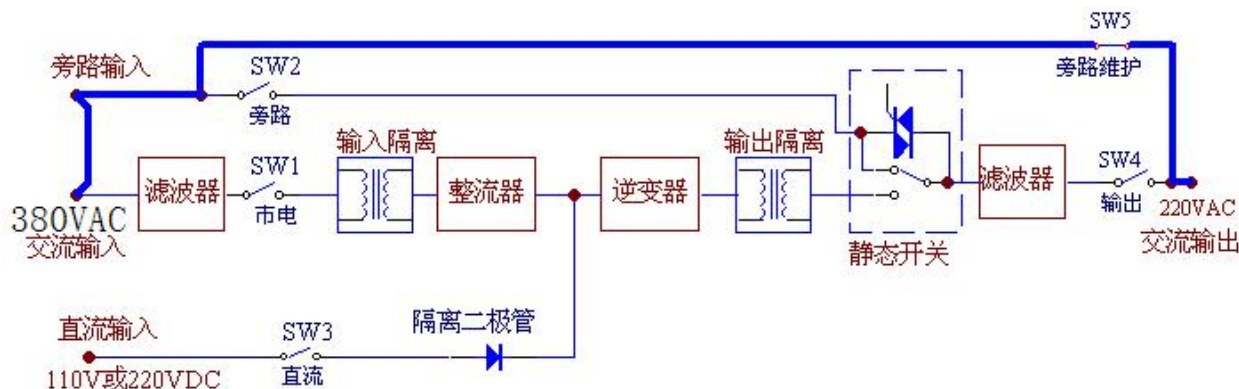 SW5
旁路维护
旁路输入
SW2
旁路
输入隔离
输出隔离
滤波器
SW1
市电
整流器
逆变器
静态开关
滤波器
SW4
输出
380VAC
交流输入
220VAC
交流输出
直流输入
110V或220VDC
SW3
直流
隔离二极管